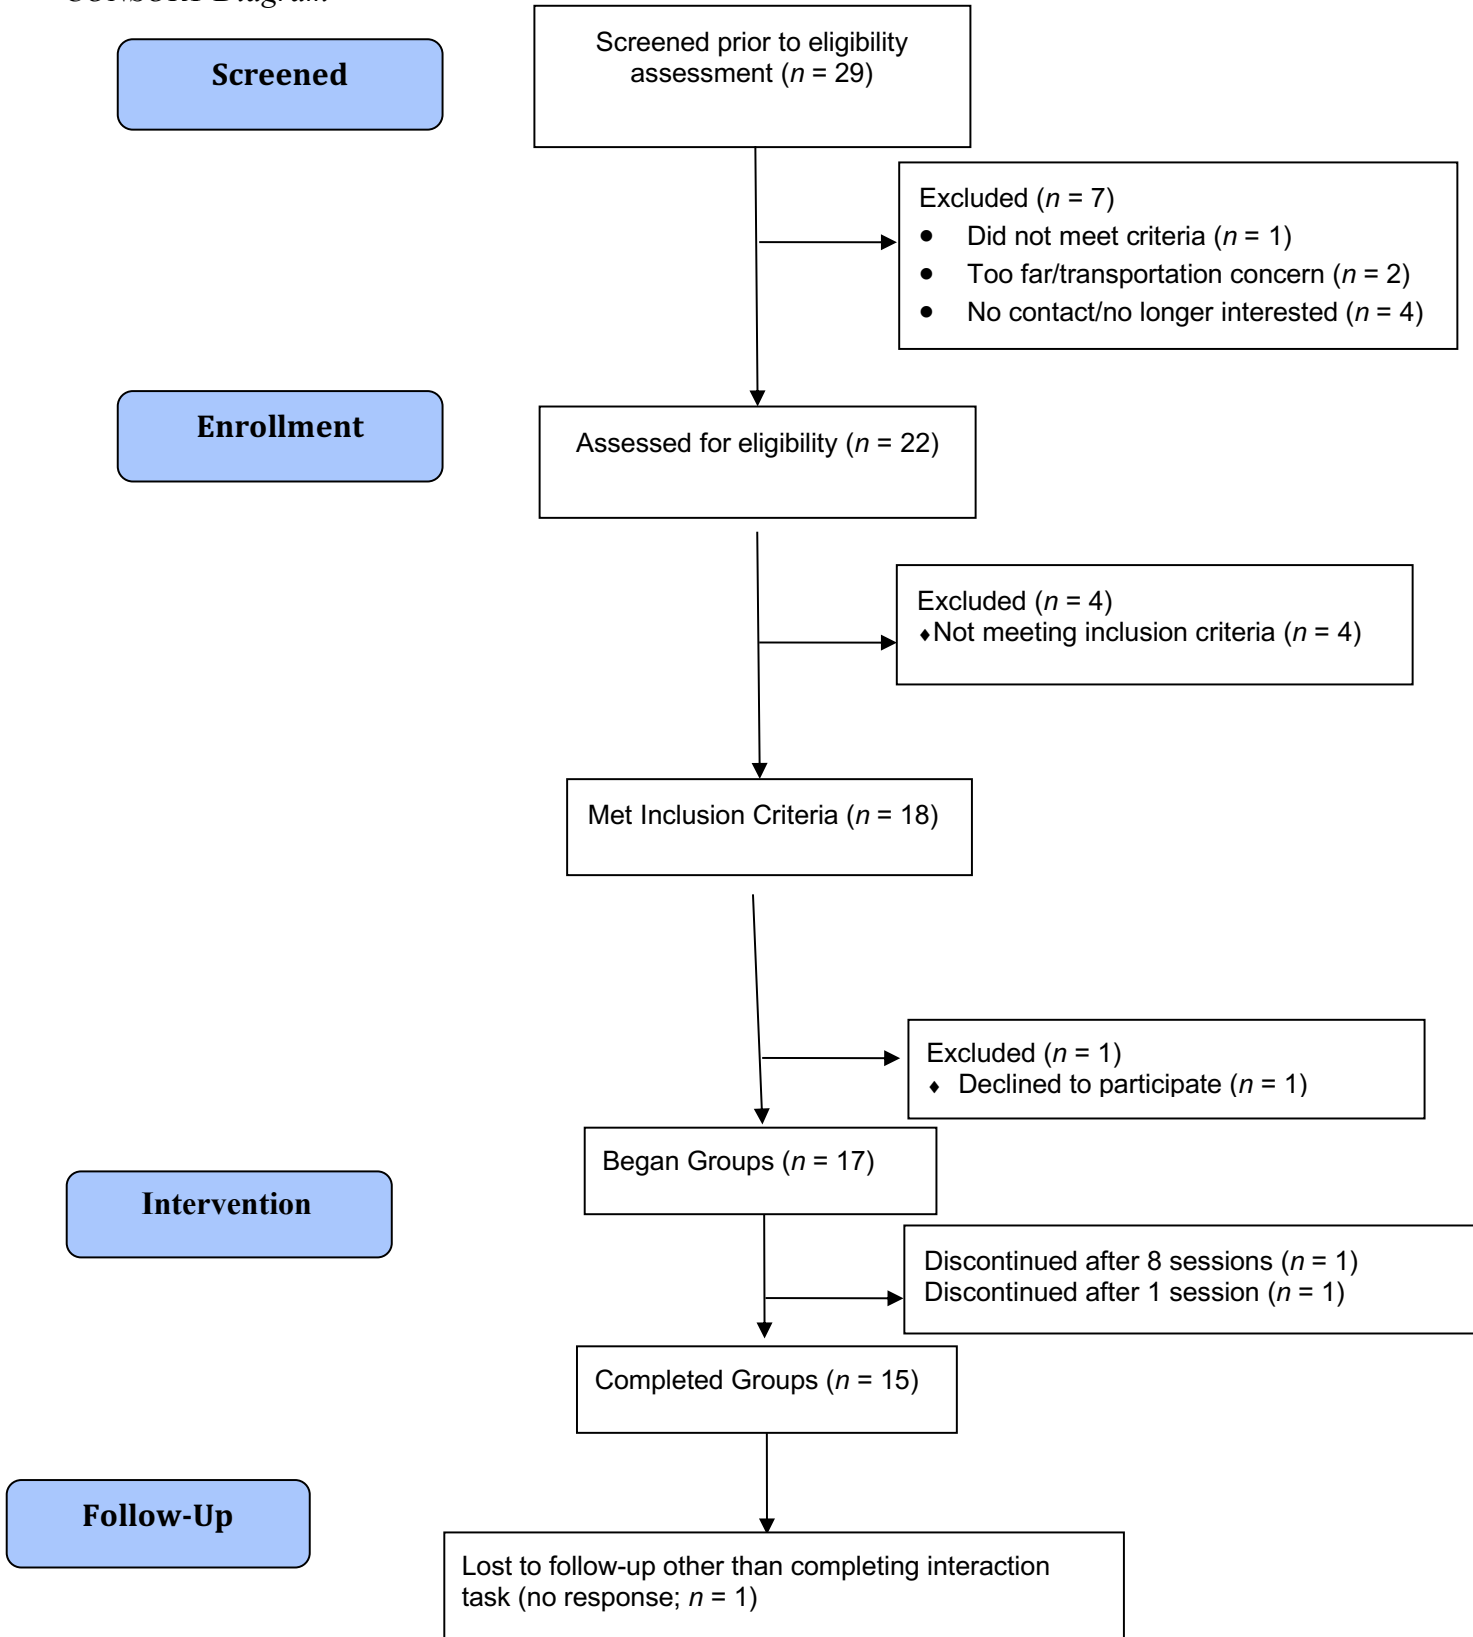 Screened
Screened prior to eligibility
assessment (n = 29)
Excluded (n = 7)
• Did not meet criteria (n = 1)
• Too far/transportation concern (n = 2)
• No contact/no longer interested (n = 4)
Enrollment
Assessed for eligibility (n = 22)
Excluded (n = 4)
♦Not meeting inclusion criteria (n = 4)
Met Inclusion Criteria (n = 18)
Excluded (n = 1)
♦ Declined to participate (n = 1)
Began Groups (n = 17)
Intervention
Discontinued after 8 sessions (n = 1)
Discontinued after 1 session (n = 1)
Completed Groups (n = 15)
Follow-Up
Lost to follow-up other than completing interaction
task (no response; n = 1)